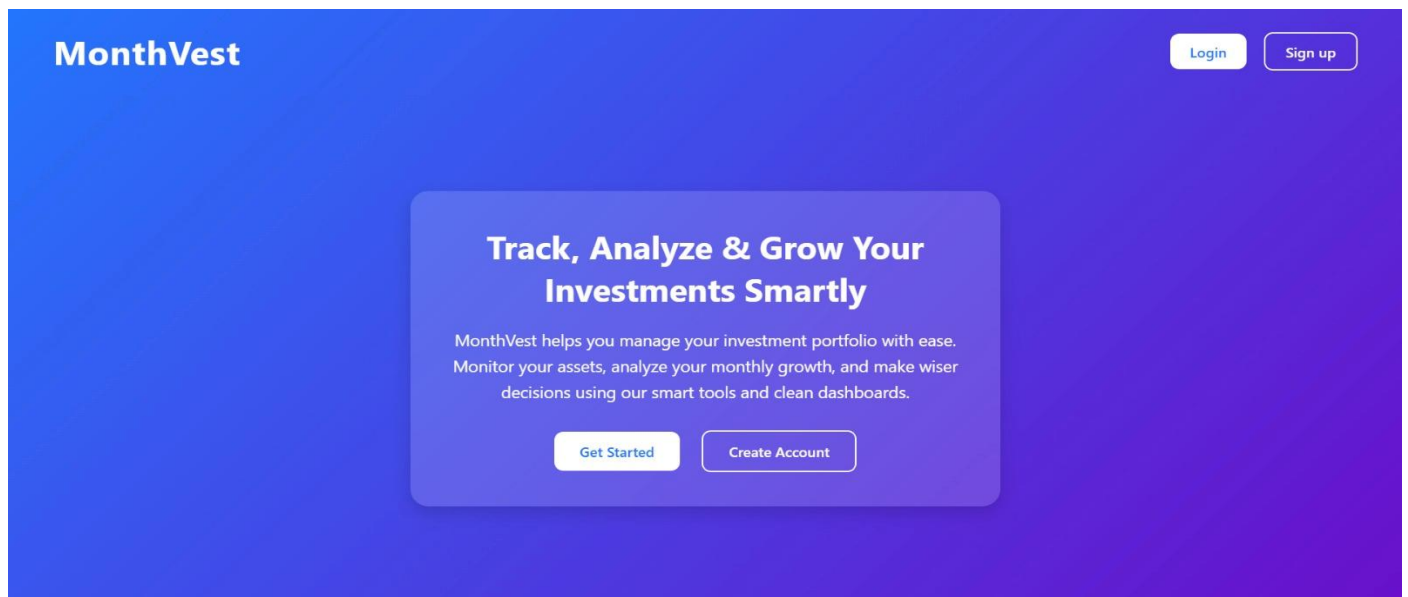 MonthVest
Login
Sign up
Track, Analyze & Grow Your
Investments Smartly
MonthVest helps you manage your investment portfolio with ease.
Monitor your assets, analyze your monthly growth, and make wiser
decisions using our smart tools and clean dashboards.
Get Started
Create Account